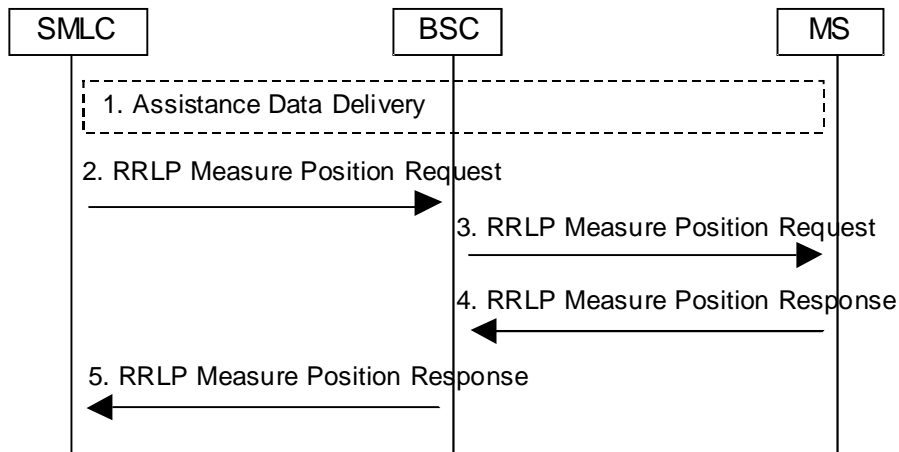 SMLC BSC MS
1. Assistance Data Delivery
2. RRLP Measure Position Request
3. RRLP Measure Position Request
4. RRLP Measure Position Response
5. RRLP Measure Position Response